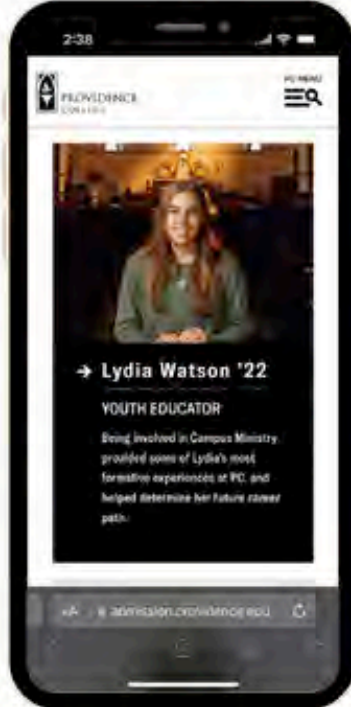 2:38
PROVIDENCE
COLLEGE
PC MENU
→ Lydia Watson '22
YOUTH EDUCATOR
Being involved in Campus Ministry
provided some of Lydia's most
formative experiences at PC, and
helped determine her future career
path.
AA admission.providence.edu